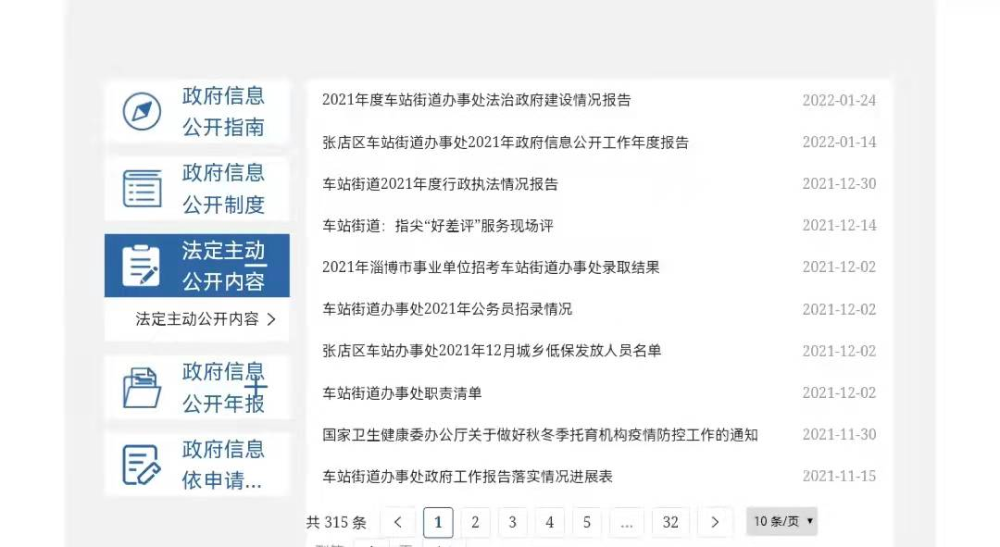 政府信息
公开指南
政府信息
公开制度
法定主动
公开内容
法定主动公开内容
政府信息
公开年报
政府信息
依申请...
2021年度车站街道办事处法治政府建设情况报告 2022-01-24
张店区车站街道办事处2021年政府信息公开工作年度报告 2022-01-14
车站街道2021年度行政执法情况报告 2021-12-30
车站街道：指尖“好差评”服务现场评 2021-12-14
2021年淄博市事业单位招考车站街道办事处录取结果 2021-12-02
车站街道办事处2021年公务员招录情况 2021-12-02
张店区车站办事处2021年12月城乡低保发放人员名单 2021-12-02
车站街道办事处职责清单 2021-12-02
国家卫生健康委办公厅关于做好秋冬季托育机构疫情防控工作的通知 2021-11-30
车站街道办事处政府工作报告落实情况进展表 2021-11-15
共 315 条 < 1 2 3 4 5 ... 32 > 10 条/页